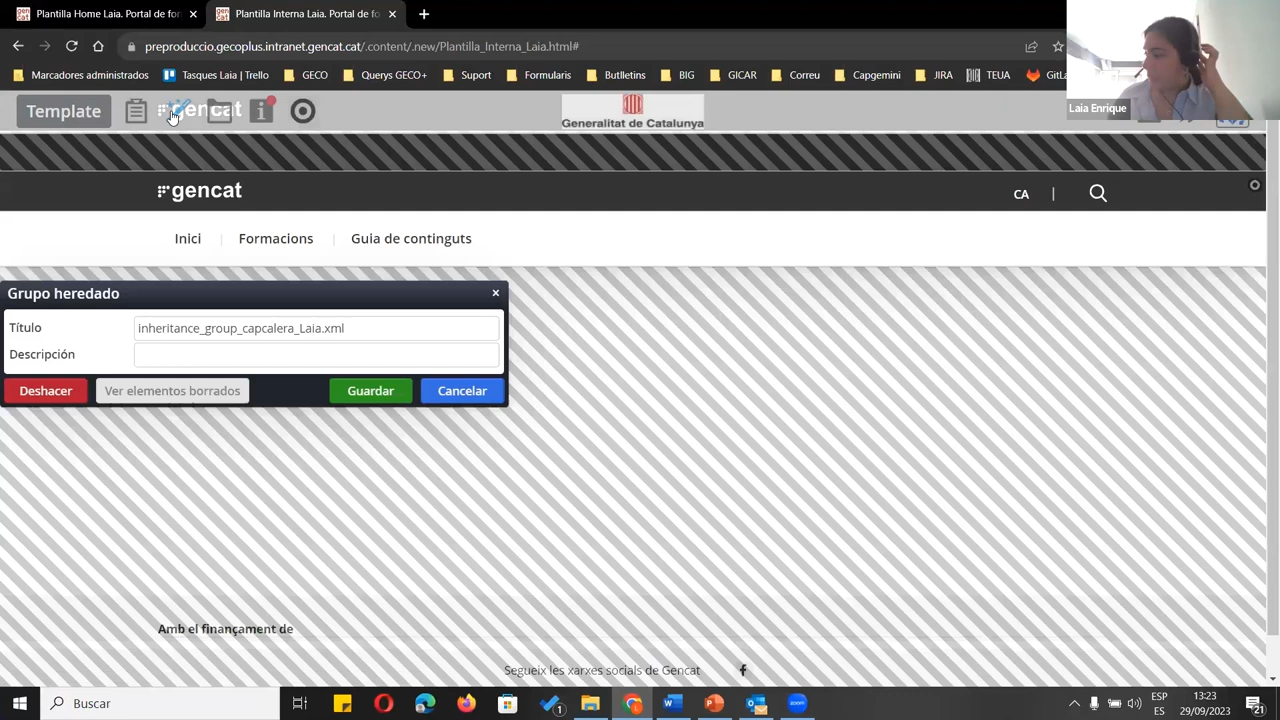 Plantilla Home Laia. Portal de for
Plantilla Interna Laia. Portal de fo
preproduccio.gecoplus.intranet.gencat.cat/.content/.new/Plantilla_Interna_Laia.html#
Marcadores administrados
Tasques Laia | Trello
GECO
Querys GECO+
Suport
Formularis
Butlletins
BIG
GICAR
Correu
Capgemini
JIRA
TEUA
Laia Enrique
Template
gencat
Generalitat de Catalunya
gencat
CA
Inici
Formacions
Guia de continguts
Grupo heredado
Título
inheritance_group_capcalera_Laia.xml
Descripción
Deshacer
Ver elementos borrados
Guardar
Cancelar
Amb el finançament de
Segueix les xarxes socials de Gencat
Buscar
ESP
ES
13:23
29/09/2023
21